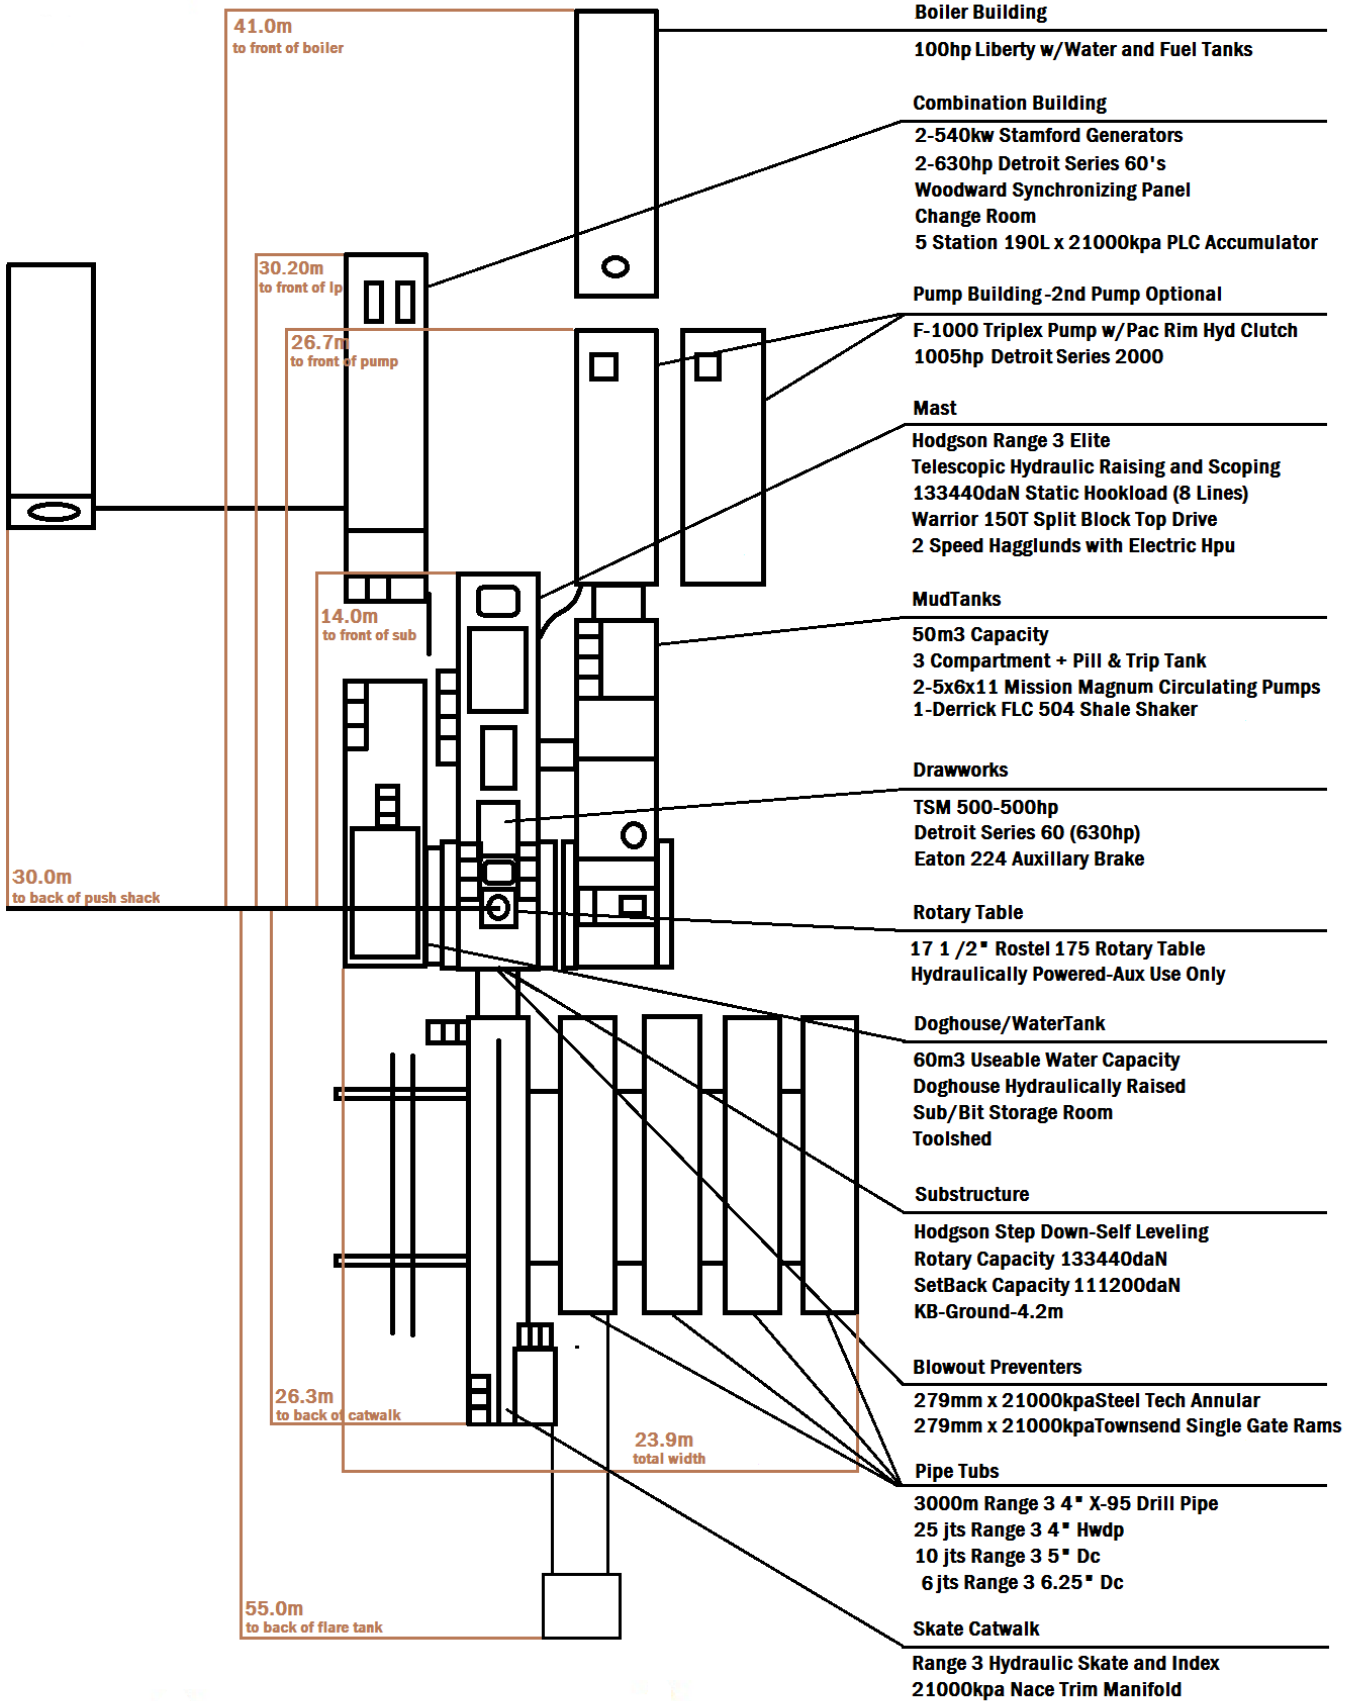 41.0m
to front of boiler
30.20m
to front of lp
26.7m
to front of pump
14.0m
to front of sub
30.0m
to back of push shack
26.3m
to back of catwalk
23.9m
total width
55.0m
to back of flare tank
Boiler Building
100hp Liberty w/Water and Fuel Tanks
Combination Building
2-540kw Stamford Generators
2-630hp Detroit Series 60's
Woodward Synchronizing Panel
Change Room
5 Station 190L x 21000kpa PLC Accumulator
Pump Building-2nd Pump Optional
F-1000 Triplex Pump w/Pac Rim Hyd Clutch
1005hp Detroit Series 2000
Mast
Hodgson Range 3 Elite
Telescopic Hydraulic Raising and Scoping
133440daN Static Hookload (8 Lines)
Warrior 150T Split Block Top Drive
2 Speed Hagglunds with Electric Hpu
MudTanks
50m3 Capacity
3 Compartment + Pill & Trip Tank
2-5x6x11 Mission Magnum Circulating Pumps
1-Derrick FLC 504 Shale Shaker
Drawworks
TSM 500-500hp
Detroit Series 60 (630hp)
Eaton 224 Auxillary Brake
Rotary Table
17 1/2" Rostel 175 Rotary Table
Hydraulically Powered-Aux Use Only
Doghouse/WaterTank
60m3 Useable Water Capacity
Doghouse Hydraulically Raised
Sub/Bit Storage Room
Toolshed
Substructure
Hodgson Step Down-Self Leveling
Rotary Capacity 133440daN
SetBack Capacity 111200daN
KB-Ground-4.2m
Blowout Preventers
279mm x 21000kpaSteel Tech Annular
279mm x 21000kpaTownsend Single Gate Rams
Pipe Tubs
3000m Range 3 4" X-95 Drill Pipe
25 jts Range 3 4" Hwdp
10 jts Range 3 5" Dc
6 jts Range 3 6.25" Dc
Skate Catwalk
Range 3 Hydraulic Skate and Index
21000kpa Nace Trim Manifold